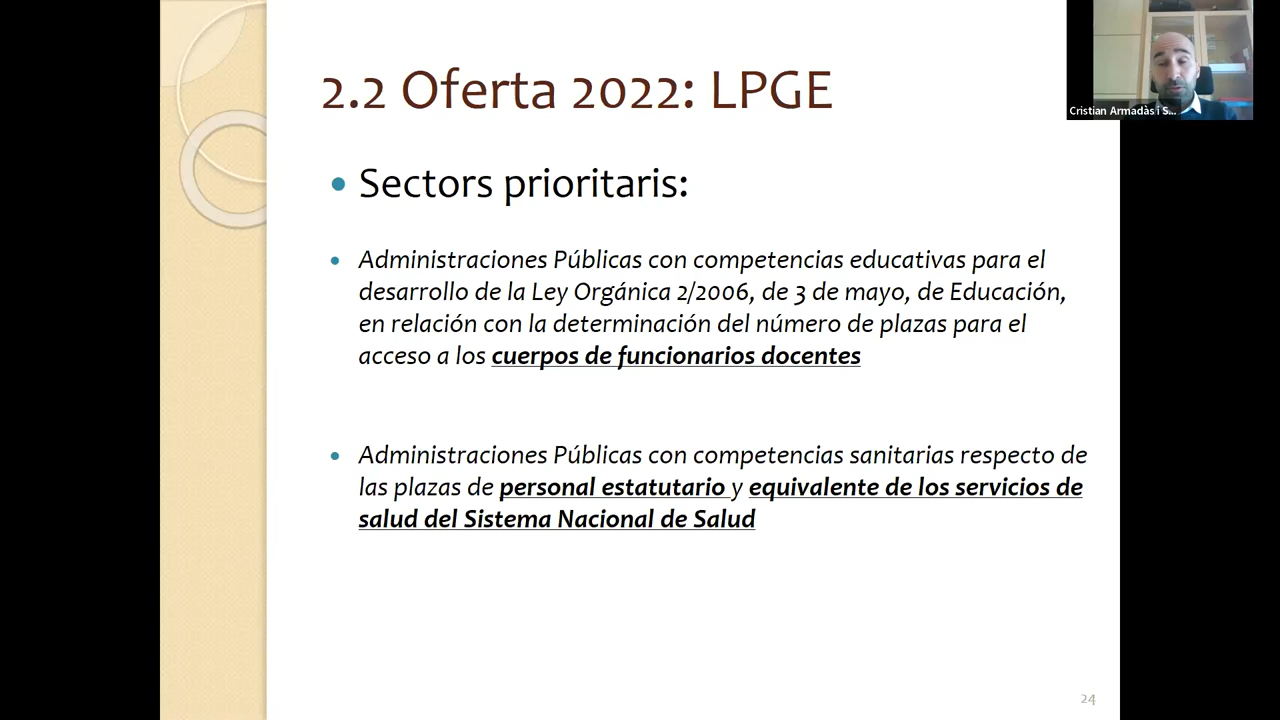 2.2 Oferta 2022: LPGE
Cristian Armadàs i S...
Sectors prioritaris:
Administraciones Públicas con competencias educativas para el
desarrollo de la Ley Orgánica 2/2006, de 3 de mayo, de Educación,
en relación con la determinación del número de plazas para el
acceso a los cuerpos de funcionarios docentes
Administraciones Públicas con competencias sanitarias respecto de
las plazas de personal estatutario y equivalente de los servicios de
salud del Sistema Nacional de Salud
24